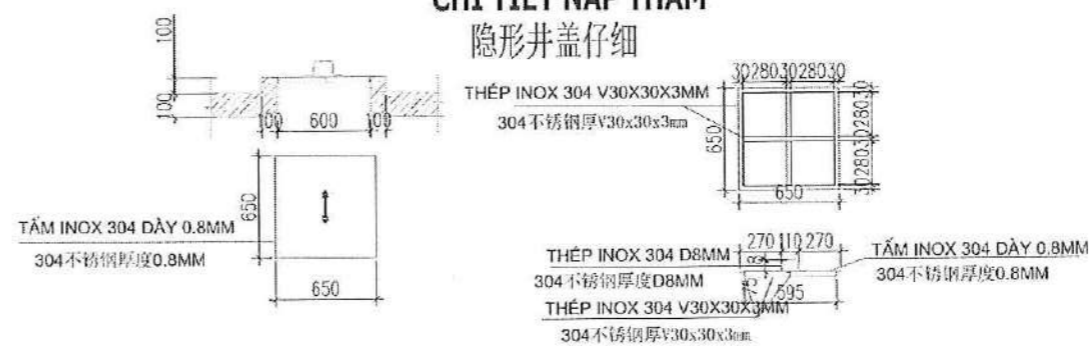 CHI TIẾT NẮP THĂM
隐形井盖仔细
100
100
100 600 100
650
650
TẤM INOX 304 DÀY 0.8MM
304不锈钢厚度0.8MM
THÉP INOX 304 V30X30X3MM
304不锈钢厚V30x30x3mm
302803028030
650
302803028030
650
THÉP INOX 304 D8MM
304不锈钢厚度D8MM
270 110 270
75
595
TẤM INOX 304 DÀY 0.8MM
304不锈钢厚度0.8MM
THÉP INOX 304 V30X30X3MM
304不锈钢厚V30x30x3mm